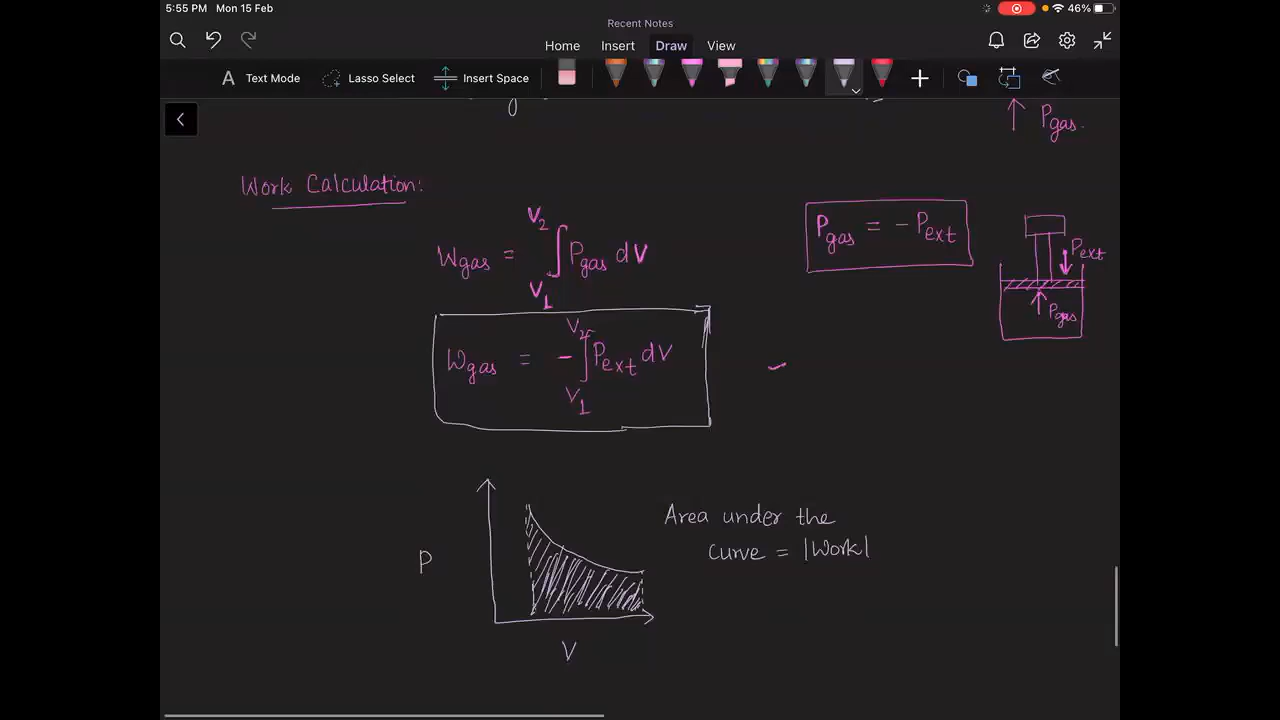 5:55 PM Mon 15 Feb
46%
Recent Notes
Home Insert Draw View
Text Mode Lasso Select Insert Space
Pgas.
Work Calculation:
Wgas = ∫ V₁ V₂ Pgas dV
Pgas = - Pext
Pext
Pgas
Wgas = - ∫ V₁ V₂ Pext dV
Area under the
curve = |Work|
P
V